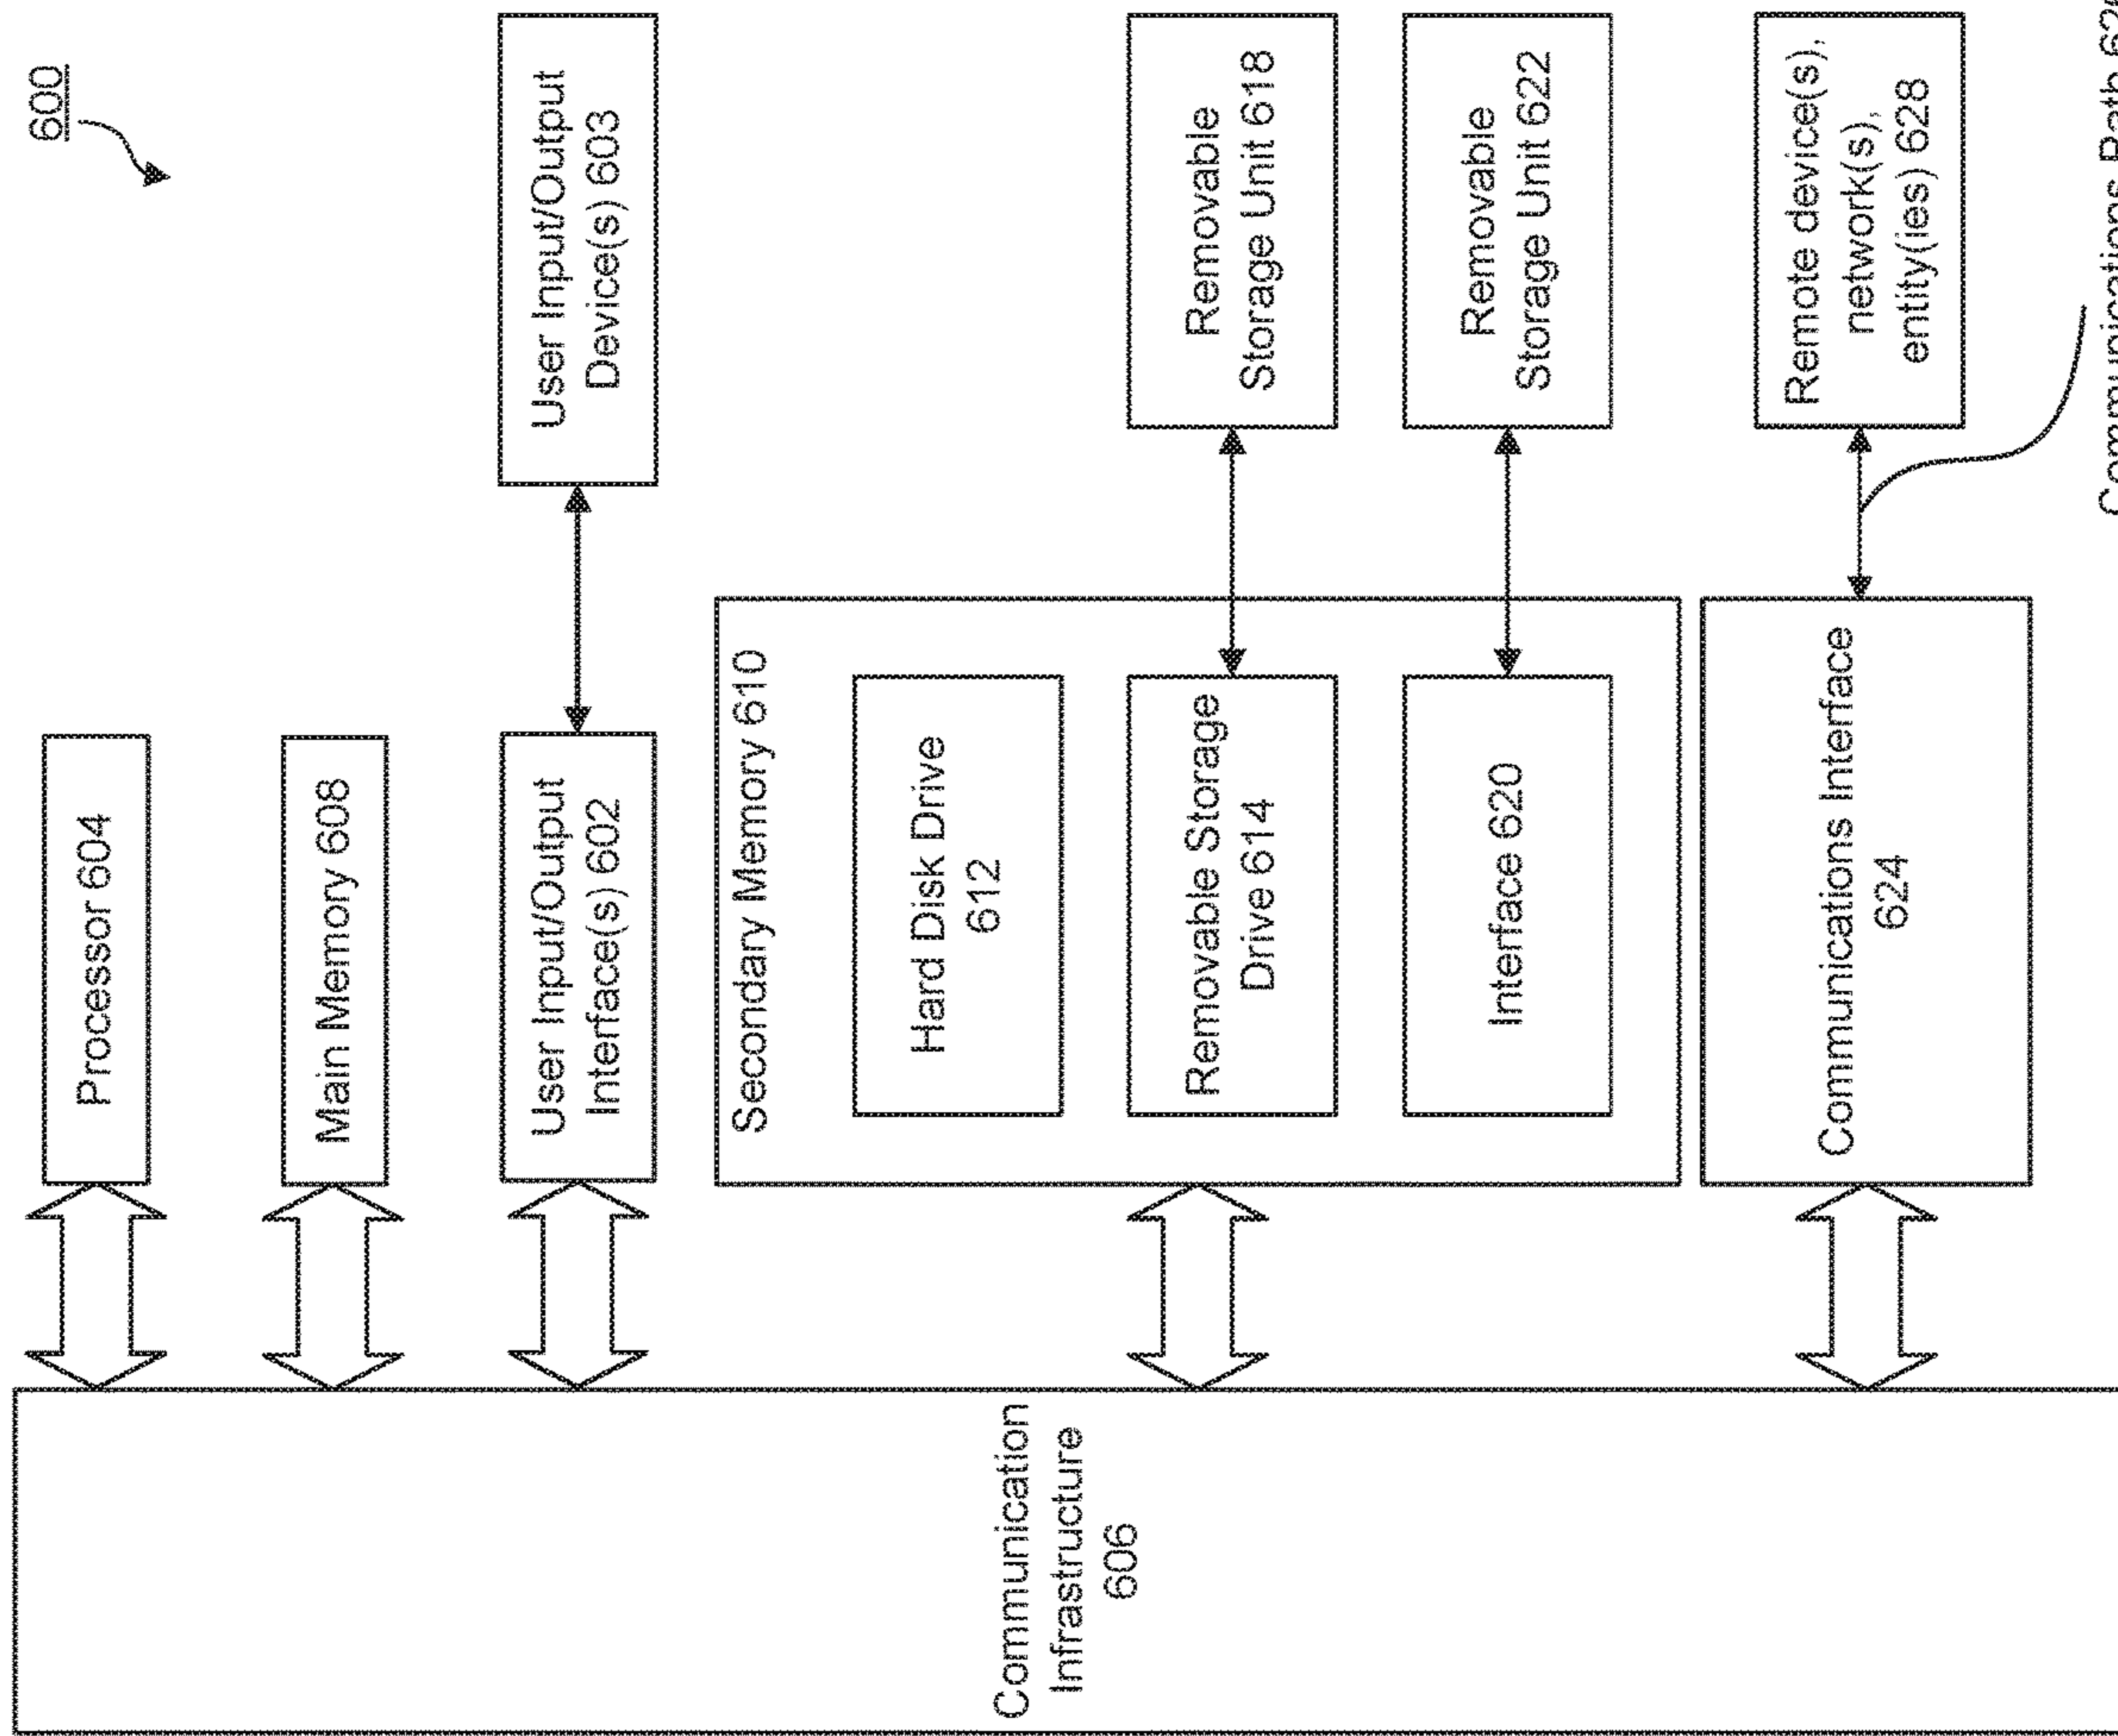 600
Processor 604
Main Memory 608
User Input/Output
Interface(s) 602
User Input/Output
Device(s) 603
Secondary Memory 610
Hard Disk Drive
612
Removable Storage
Drive 614
Removable
Storage Unit 618
Interface 620
Removable
Storage Unit 622
Communications Interface
624
Remote device(s),
network(s),
entity(ies) 628
Communication
Infrastructure
606
Communications Path